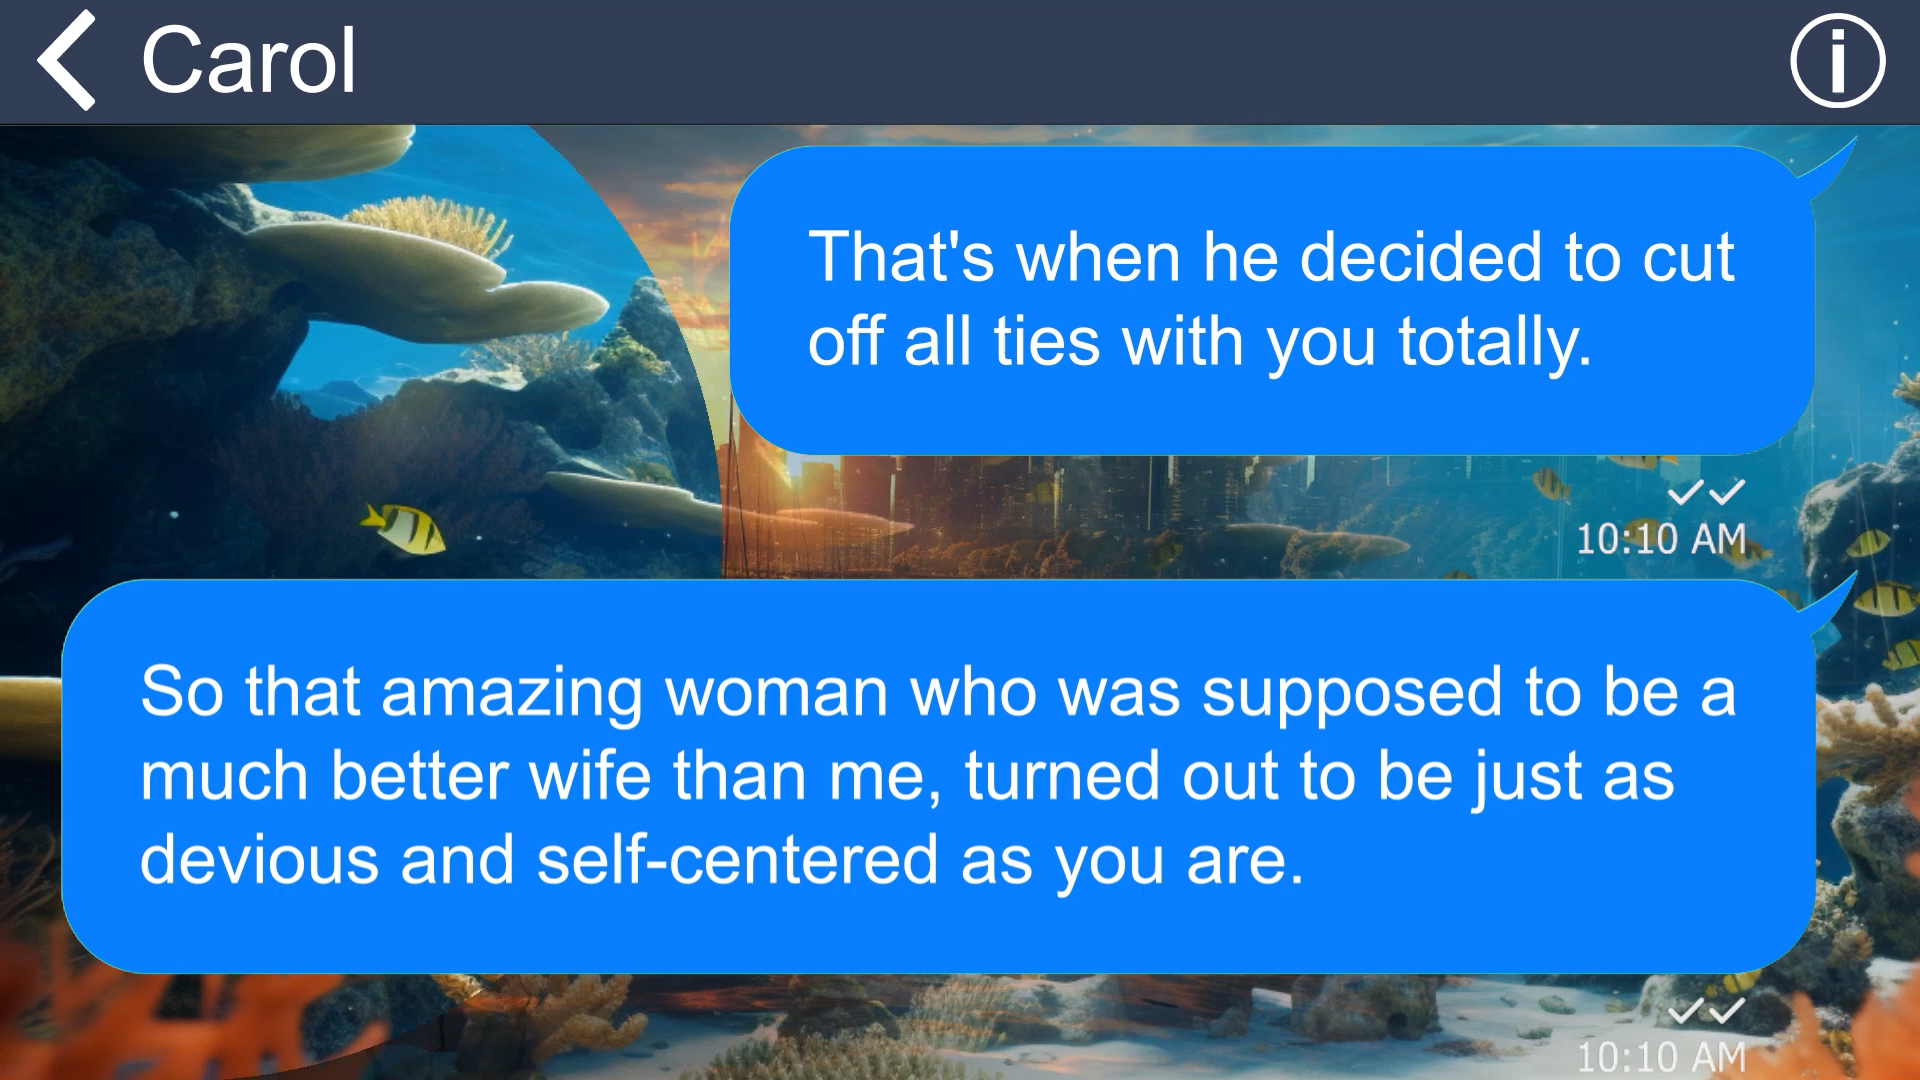 Carol
That's when he decided to cut
off all ties with you totally.
10:10 AM
So that amazing woman who was supposed to be a
much better wife than me, turned out to be just as
devious and self-centered as you are.
10:10 AM